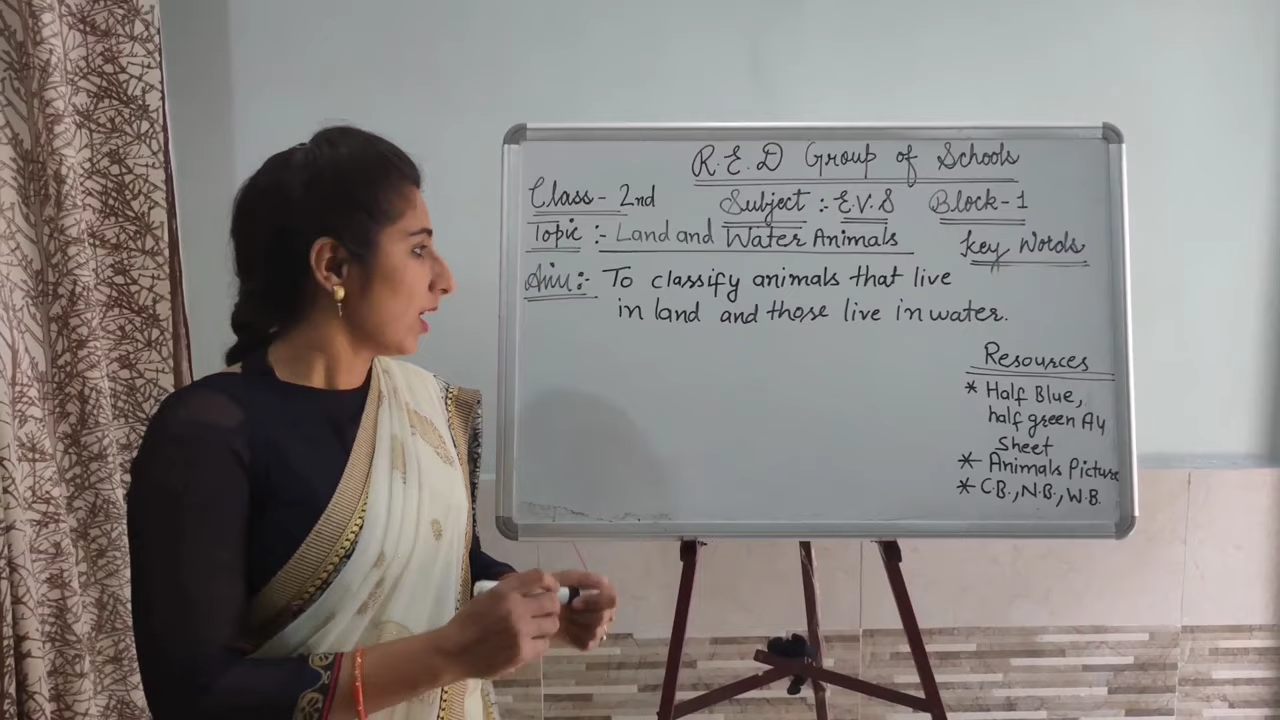 R.E.D Group of Schools
Class - 2nd Subject : E.V.S Block-1
Topic :- Land and Water Animals
Key Words
Aim :- To classify animals that live
in land and those live in water.
Resources
* Half Blue,
half green A4
Sheet
* Animals Picture
* C.B., N.B., W.B.